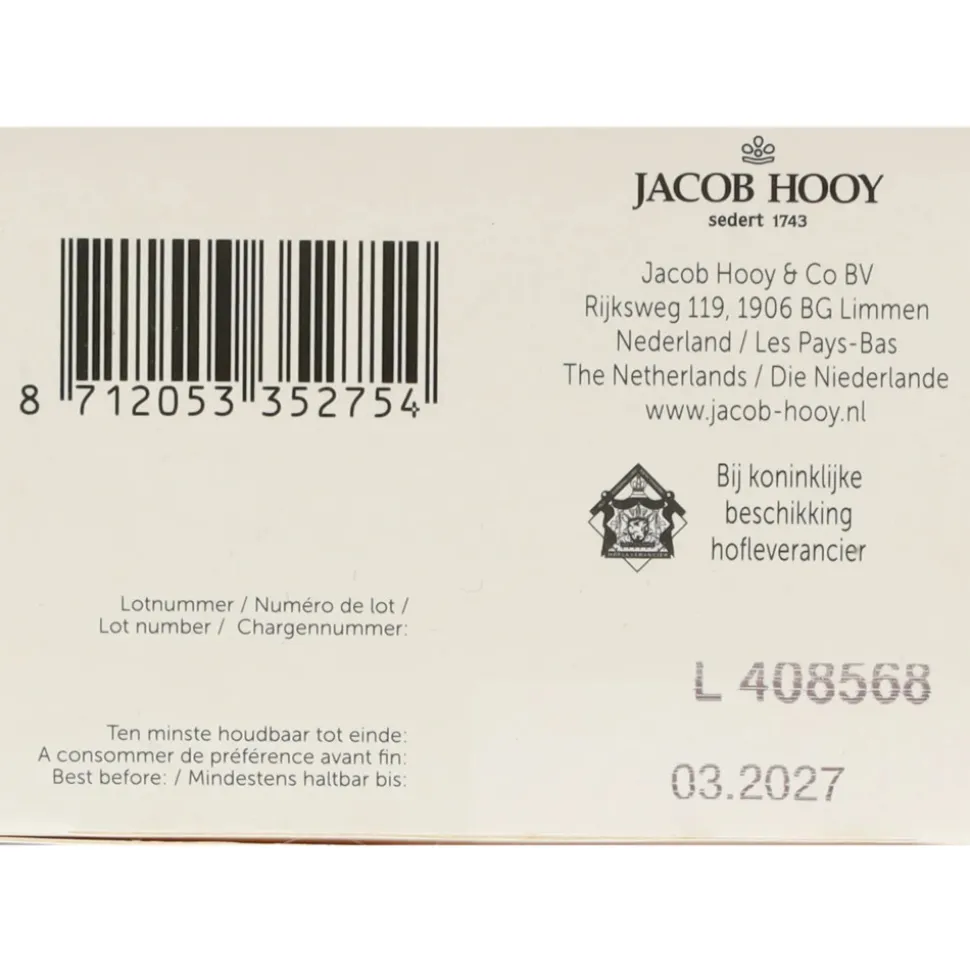 JACOB HOOY
sedert 1743
Jacob Hooy & Co BV
Rijksweg 119, 1906 BG Limmen
Nederland / Les Pays-Bas
The Netherlands / Die Niederlande
www.jacob-hooy.nl
8 712053 352754
Bij koninklijke
beschikking
hofleverancier
HOFLEVERANCIER
Lotnummer / Numéro de lot /
Lot number / Chargennummer:
L 408568
Ten minste houdbaar tot einde:
A consommer de préférence avant fin:
Best before: / Mindestens haltbar bis:
03.2027